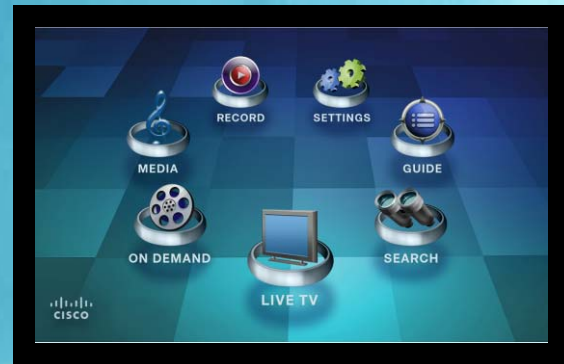 RECORD
SETTINGS
MEDIA
GUIDE
ON DEMAND
SEARCH
LIVE TV
CISCO